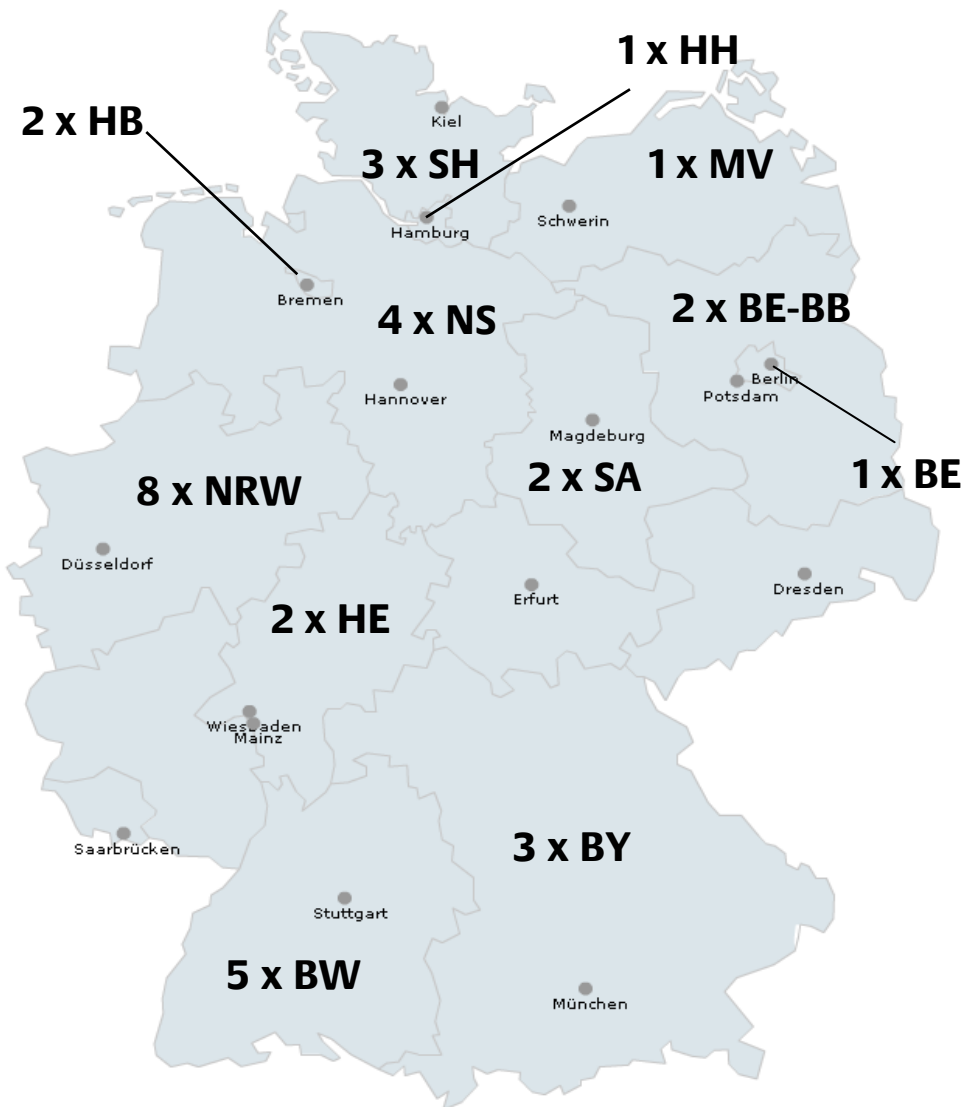 1 x HH
2 x HB
Kiel
3 x SH
1 x MV
Schwerin
Hamburg
Bremen
4 x NS
2 x BE-BB
Berlin
Potsdam
Hannover
Magdeburg
1 x BE
2 x SA
8 x NRW
Düsseldorf
Erfurt
Dresden
2 x HE
Wiesbaden
Mainz
Saarbrücken
3 x BY
Stuttgart
5 x BW
München